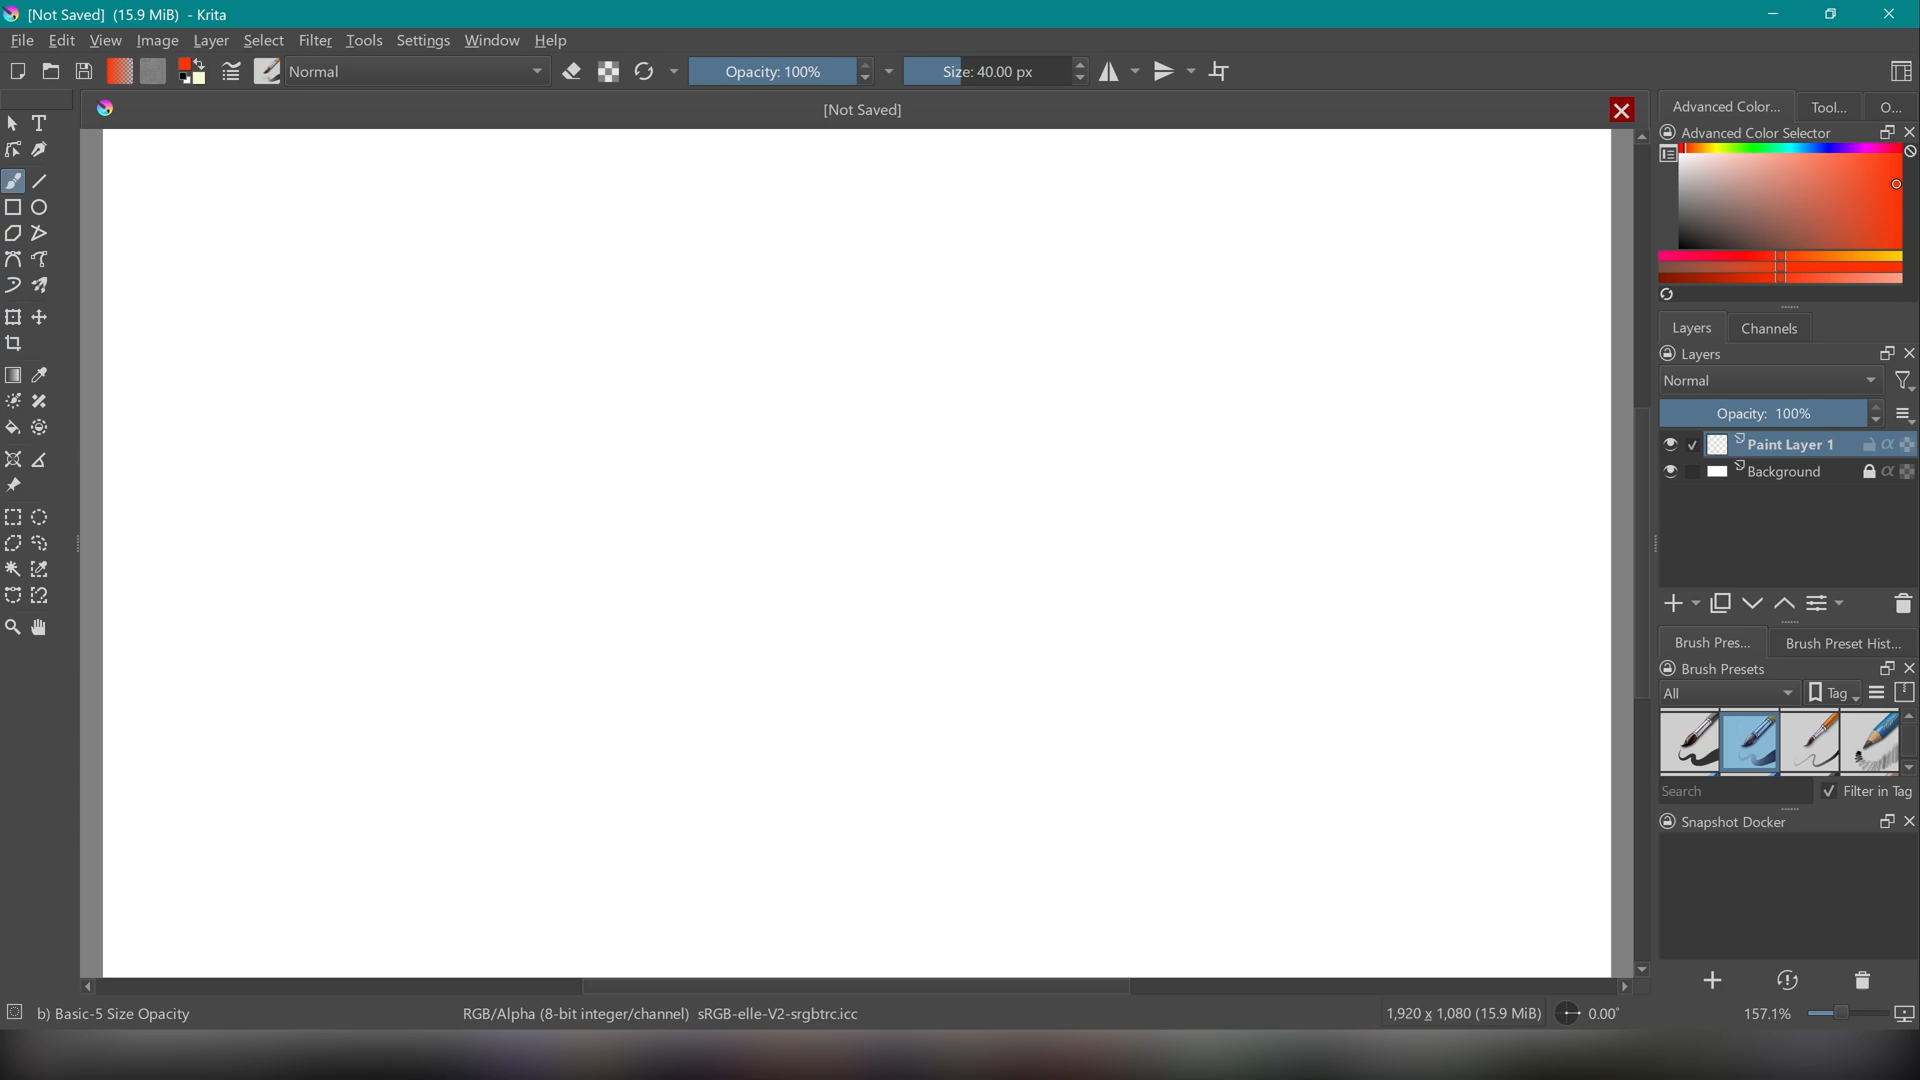 [Not Saved] (15.9 MiB) - Krita
File Edit View Image Layer Select Filter Tools Settings Window Help
Normal
Opacity: 100%
Size: 40.00 px
[Not Saved]
Advanced Color... Tool... O...
Advanced Color Selector
Layers Channels
Layers
Normal
Opacity: 100%
Paint Layer 1
Background
Brush Pres... Brush Preset Hist...
Brush Presets
All Tag
Search Filter in Tag
Snapshot Docker
b) Basic-5 Size Opacity
RGB/Alpha (8-bit integer/channel) sRGB-elle-V2-srgbtrc.icc
1,920 x 1,080 (15.9 MiB)
0.00°
157.1%